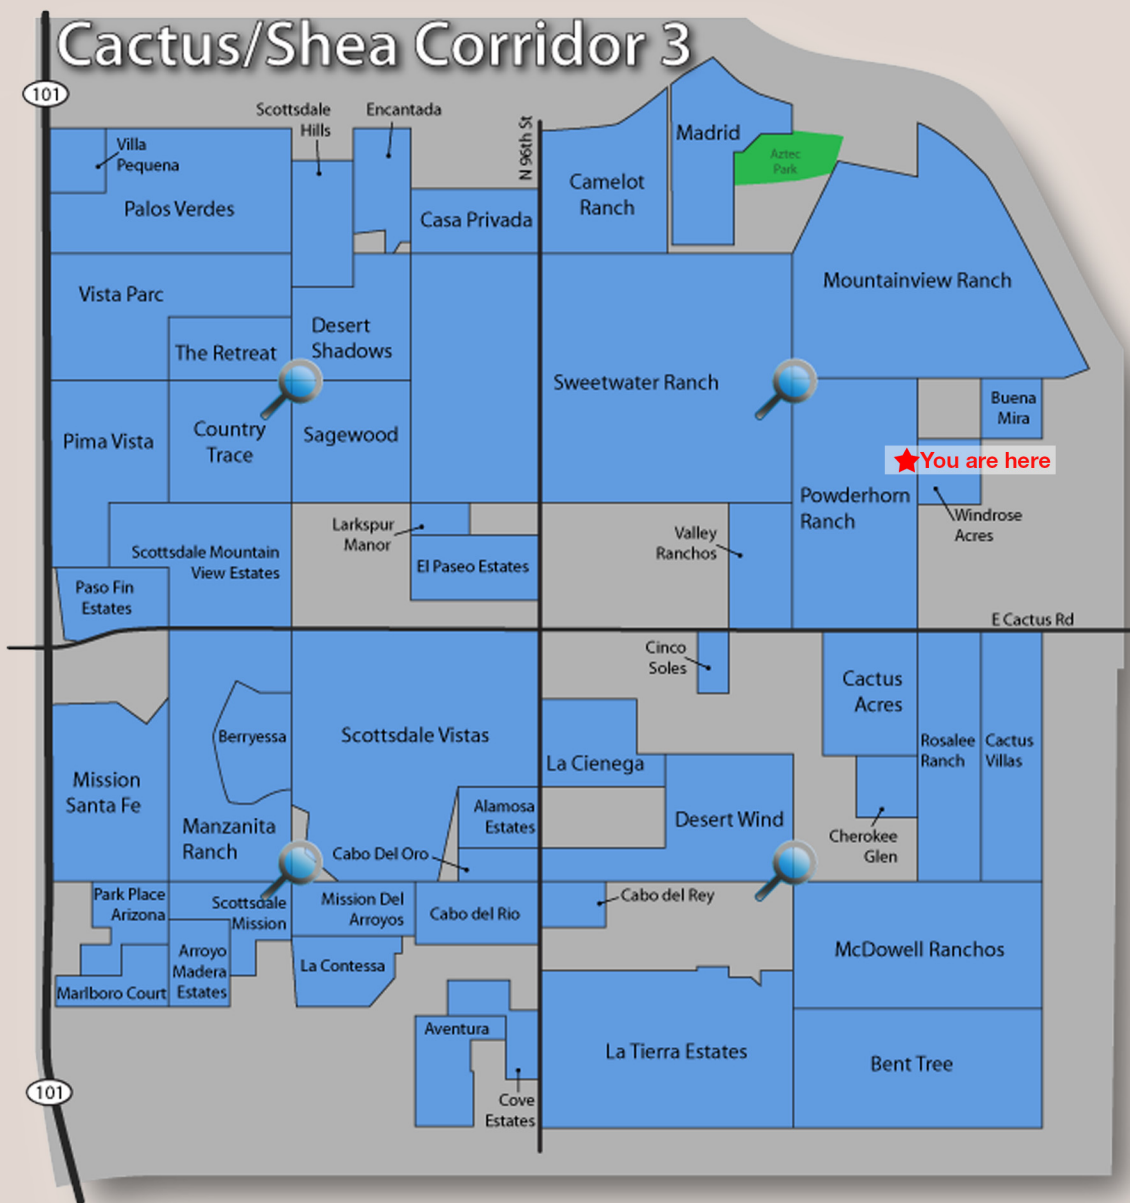 Cactus/Shea Corridor 3
101
Scottsdale
Hills
Encantada
N 96th St
Villa
Pequena
Palos Verdes
Casa Privada
Camelot
Ranch
Madrid
Aztec
Park
Mountainview Ranch
Vista Parc
The Retreat
Desert
Shadows
Sweetwater Ranch
Buena
Mira
Pima Vista
Country
Trace
Sagewood
You are here
Powderhorn
Ranch
Windrose
Acres
Larkspur
Manor
Valley
Ranchos
Scottsdale Mountain
View Estates
El Paseo Estates
Paso Fin
Estates
E Cactus Rd
Cinco
Soles
Cactus
Acres
Berryessa
Scottsdale Vistas
La Cienega
Rosalee
Ranch
Cactus
Villas
Mission
Santa Fe
Manzanita
Ranch
Alamosa
Estates
Desert Wind
Cherokee
Glen
Cabo Del Oro
Park Place
Arizona
Scottsdale
Mission
Mission Del
Arroyos
Cabo del Rio
Cabo del Rey
McDowell Ranchos
Arroyo
Madera
Estates
La Contessa
Marlboro Court
Aventura
La Tierra Estates
Bent Tree
101
Cove
Estates